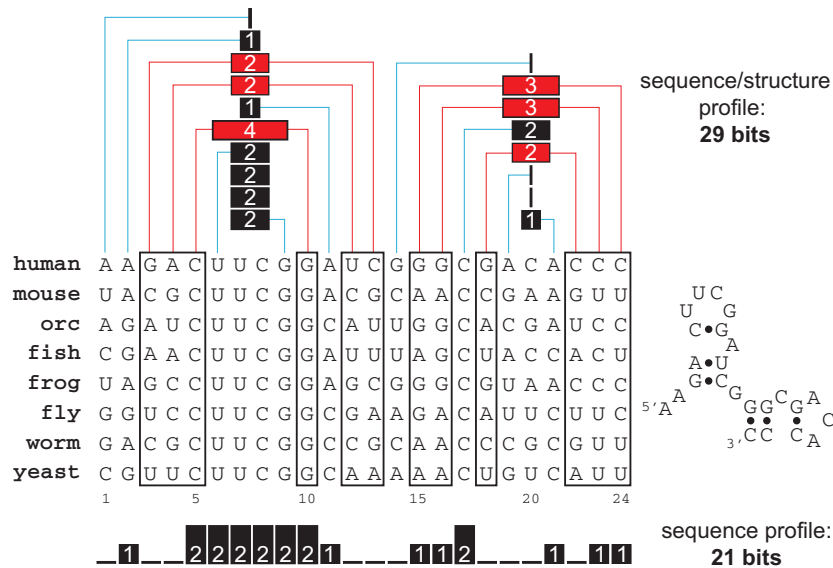 1
2
2
1
4
2
2
2
2
3
3
2
2
1
sequence/structure
profile:
29 bits
human A A G A C U U C G G A U C G G G C G A C A C C C
mouse U A C G C U U C G G A C G C A A C C G A A G U U
orc A G A U C U U C G G C A U U G G C A C G A U C C
fish C G A A C U U C G G A U U U A G C U A C C A C U
frog U A G C C U U C G G A G C G G G C G U A A C C C
fly G G U C C U U C G G C G A A G A C A U U C U U C
worm G A C G C U U C G G C C G C A A C C G C G G U U
yeast C G U U C U U C G G C A A A A A C U G U C A U U
1 5 10 15 20 24
5' A A G A C U U C G G A U C G G G C G A C A C C C 3'
1 2 2 2 2 2 2 1 1 1 2 1 1 1
sequence profile:
21 bits